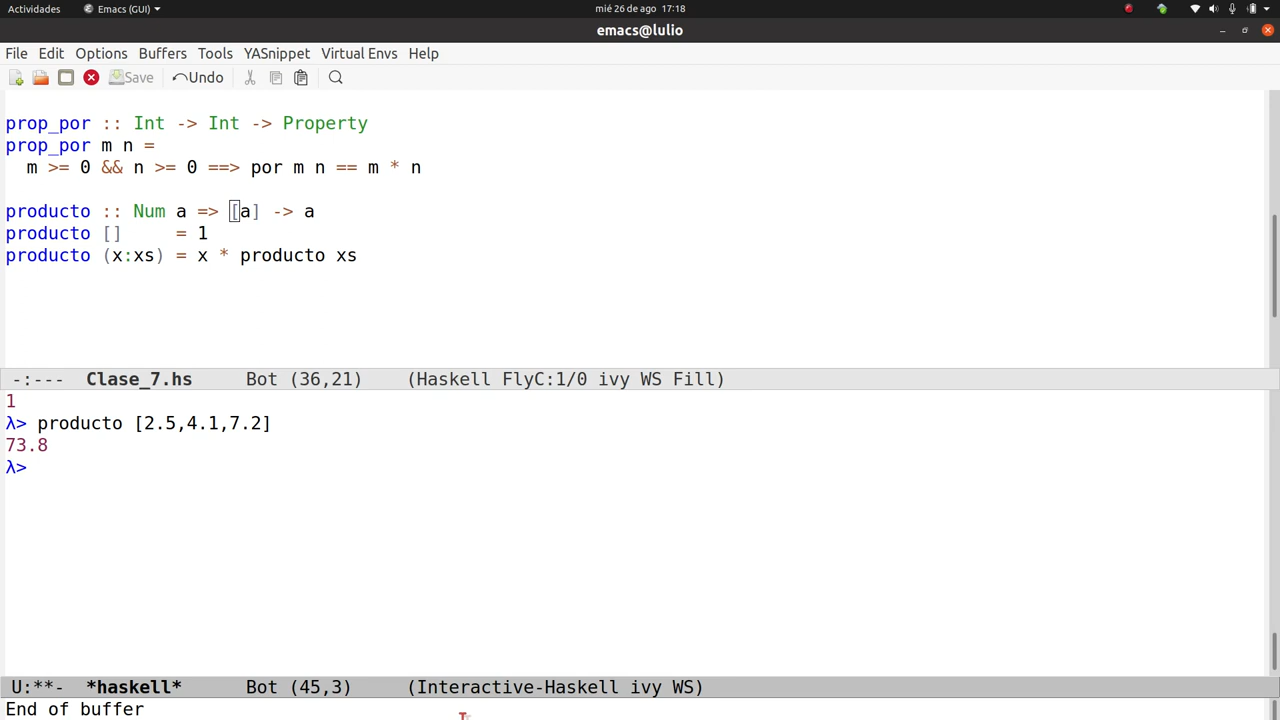 Actividades Emacs (GUI) mié 26 de ago 17:18
emacs@lulio
File Edit Options Buffers Tools YASnippet Virtual Envs Help
Save Undo
prop_por :: Int -> Int -> Property
prop_por m n =
  m >= 0 && n >= 0 ==> por m n == m * n
producto :: Num a => [a] -> a
producto []     = 1
producto (x:xs) = x * producto xs
-:--- Clase_7.hs Bot (36,21) (Haskell FlyC:1/0 ivy WS Fill)
1
λ> producto [2.5,4.1,7.2]
73.8
λ>
U:**- *haskell* Bot (45,3) (Interactive-Haskell ivy WS)
End of buffer